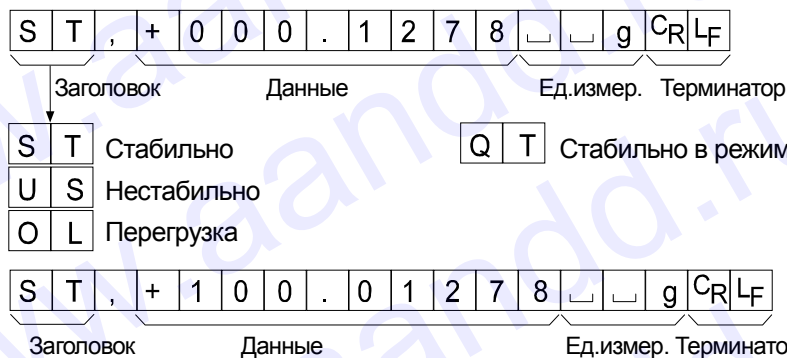 S T , + 0 0 0 . 1 2 7 8 ␣ ␣ g CR LF
Заголовок Данные Ед.измер. Терминатор
S T Стабильно Q T Стабильно в режим
U S Нестабильно
O L Перегрузка
S T , + 1 0 0 . 0 1 2 7 8 ␣ ␣ g CR LF
Заголовок Данные Ед.измер. Терминато